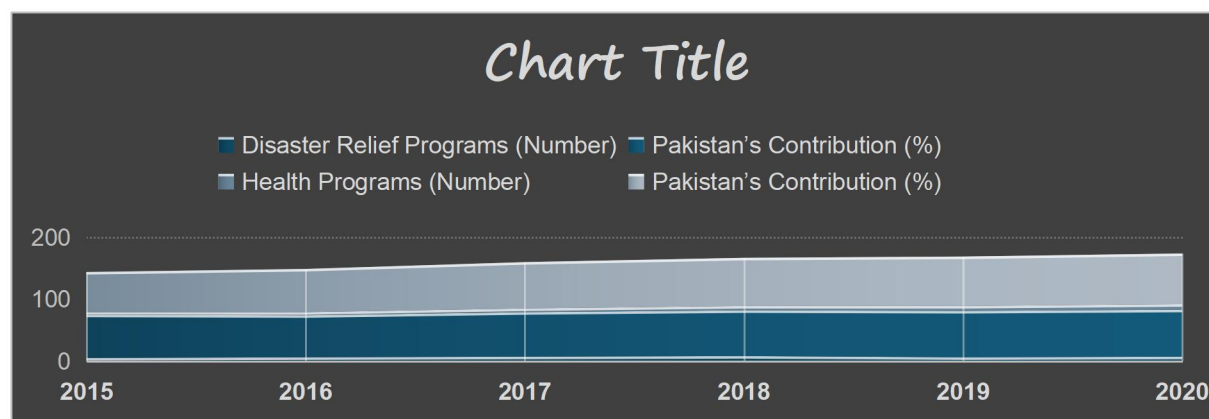 Chart Title
Disaster Relief Programs (Number) Pakistan’s Contribution (%)
Health Programs (Number) Pakistan’s Contribution (%)
200
100
0
2015 2016 2017 2018 2019 2020